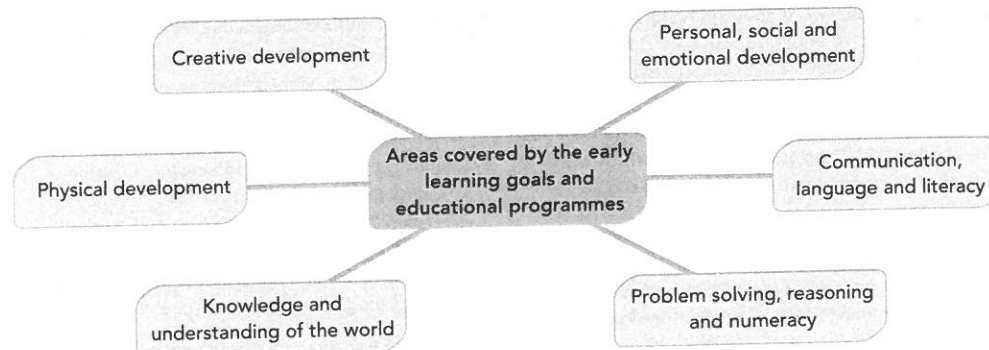 Creative development
Personal, social and
emotional development
Areas covered by the early
learning goals and
educational programmes
Physical development
Communication,
language and literacy
Knowledge and
understanding of the world
Problem solving, reasoning
and numeracy